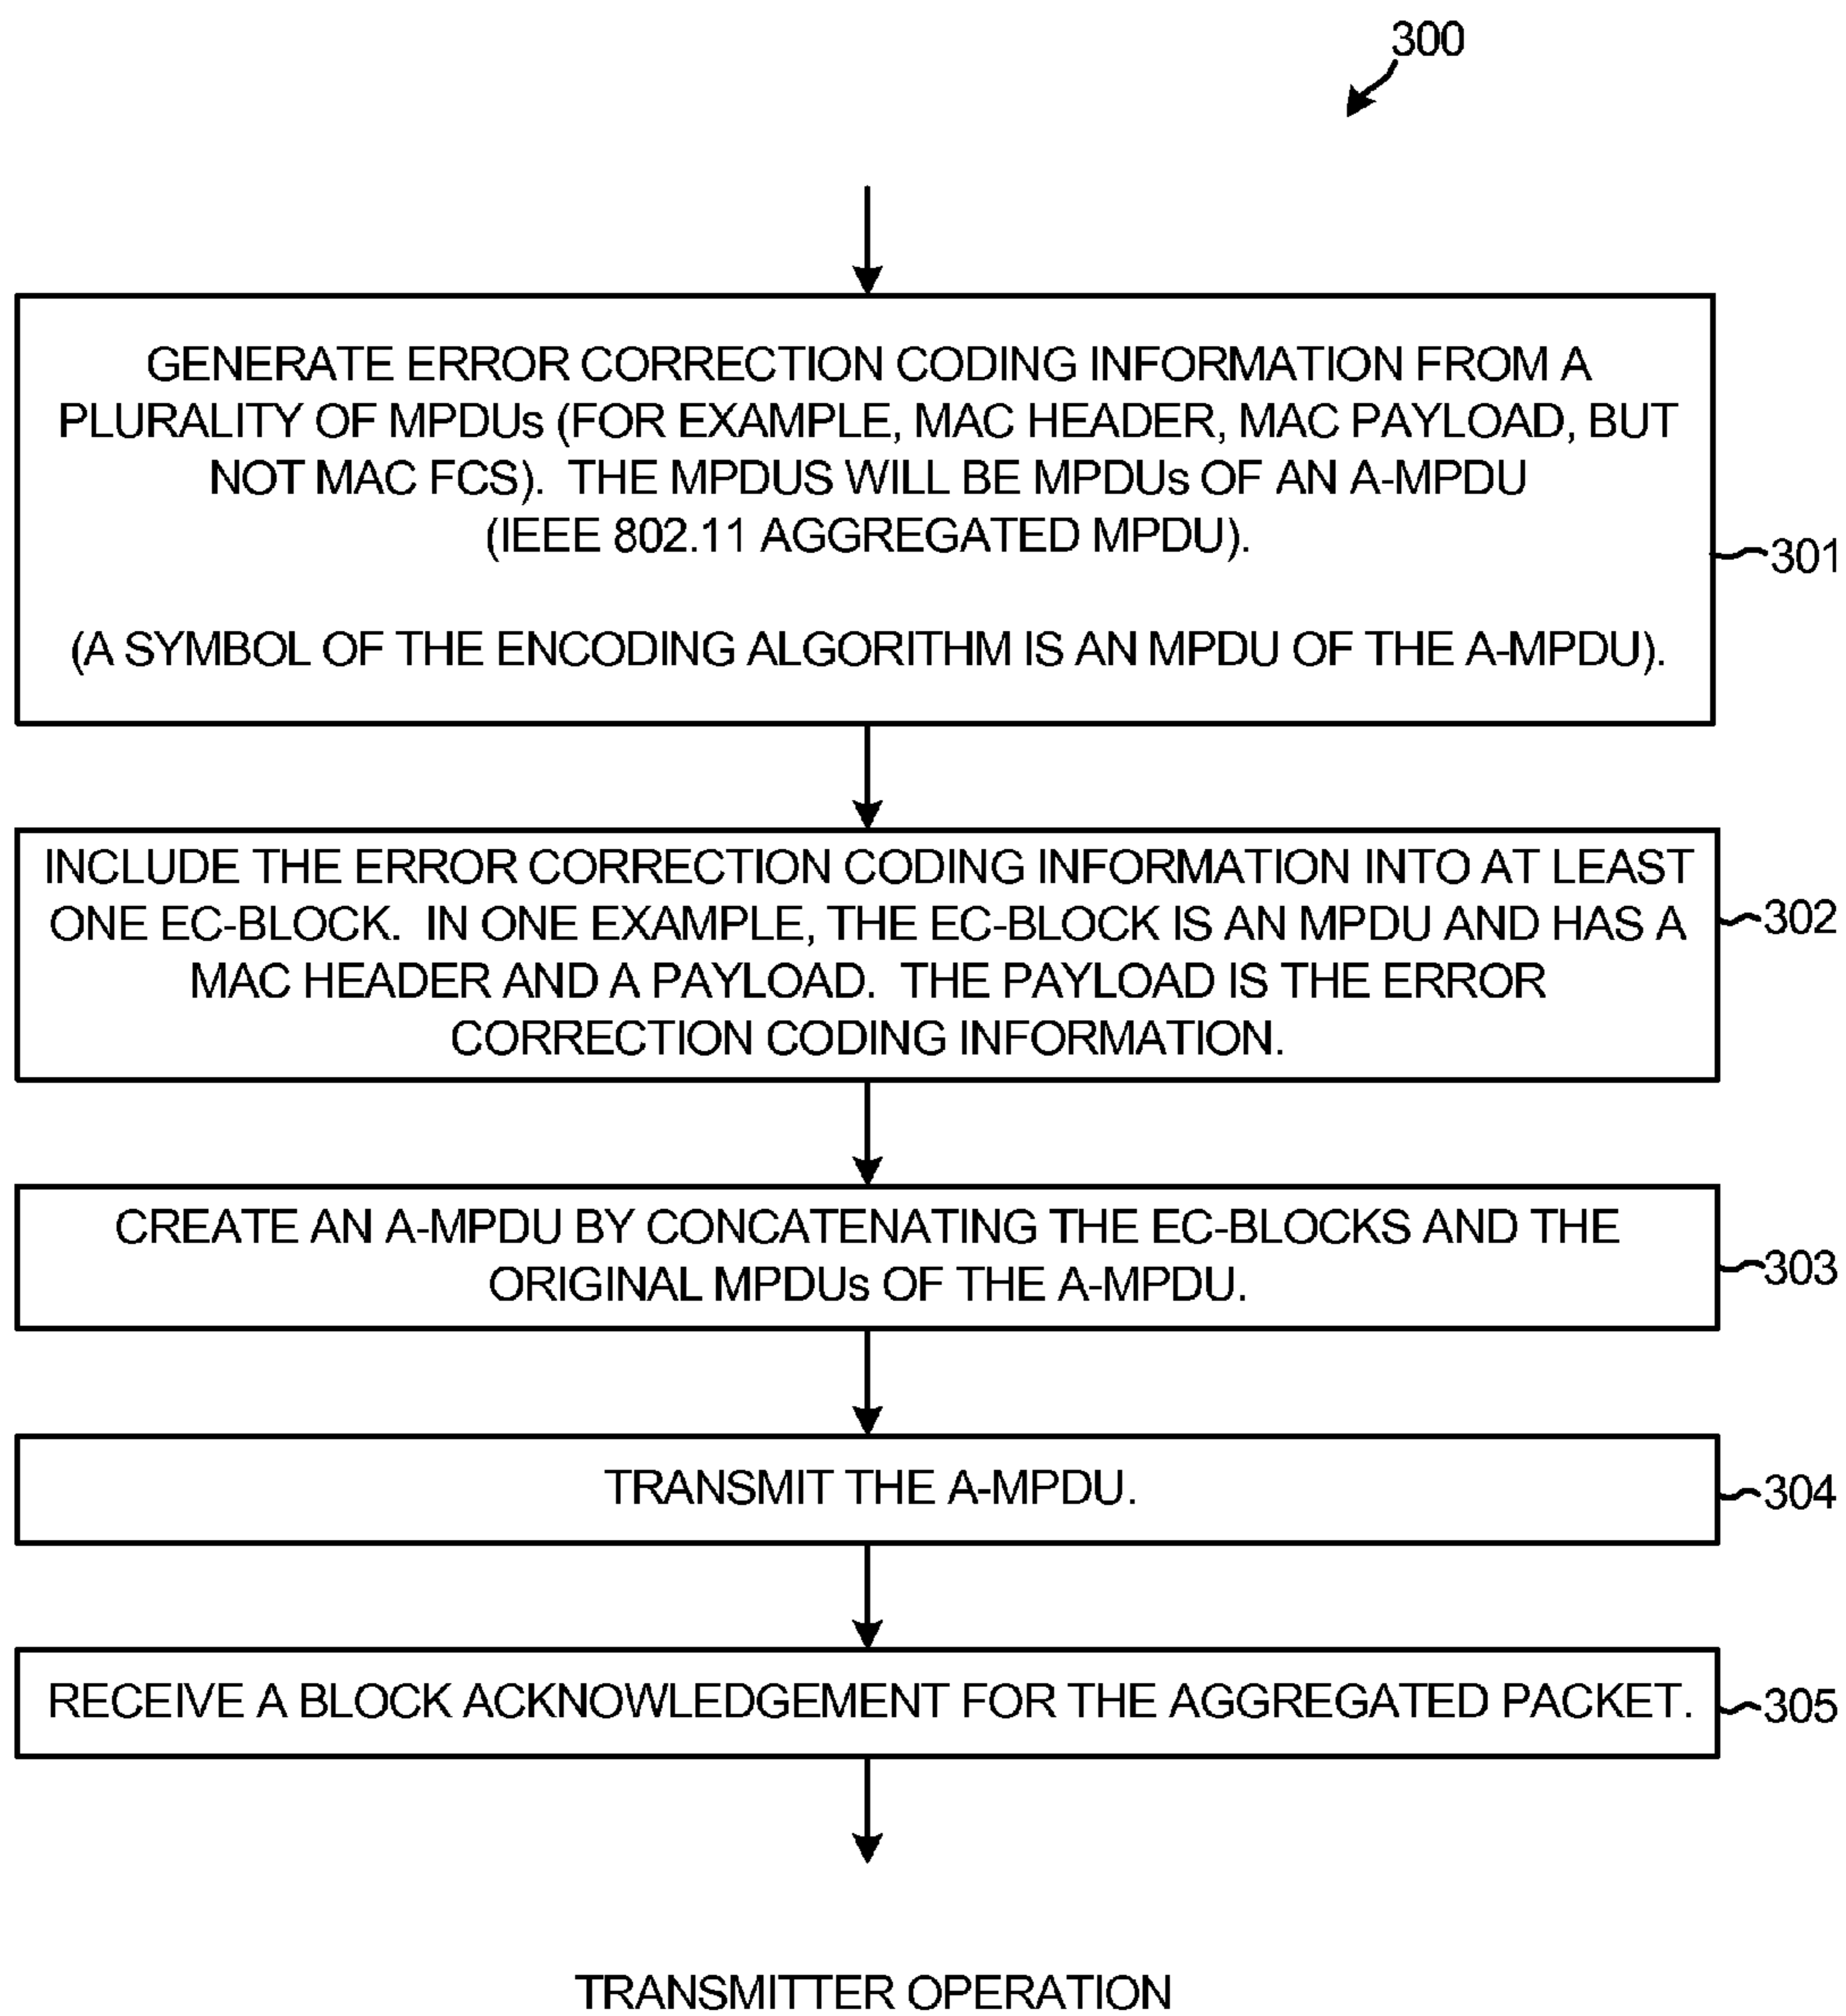 300
GENERATE ERROR CORRECTION CODING INFORMATION FROM A
PLURALITY OF MPDUs (FOR EXAMPLE, MAC HEADER, MAC PAYLOAD, BUT
NOT MAC FCS). THE MPDUS WILL BE MPDUs OF AN A-MPDU
(IEEE 802.11 AGGREGATED MPDU).
(A SYMBOL OF THE ENCODING ALGORITHM IS AN MPDU OF THE A-MPDU).
301
INCLUDE THE ERROR CORRECTION CODING INFORMATION INTO AT LEAST
ONE EC-BLOCK. IN ONE EXAMPLE, THE EC-BLOCK IS AN MPDU AND HAS A
MAC HEADER AND A PAYLOAD. THE PAYLOAD IS THE ERROR
CORRECTION CODING INFORMATION.
302
CREATE AN A-MPDU BY CONCATENATING THE EC-BLOCKS AND THE
ORIGINAL MPDUs OF THE A-MPDU.
303
TRANSMIT THE A-MPDU.
304
RECEIVE A BLOCK ACKNOWLEDGEMENT FOR THE AGGREGATED PACKET.
305
TRANSMITTER OPERATION